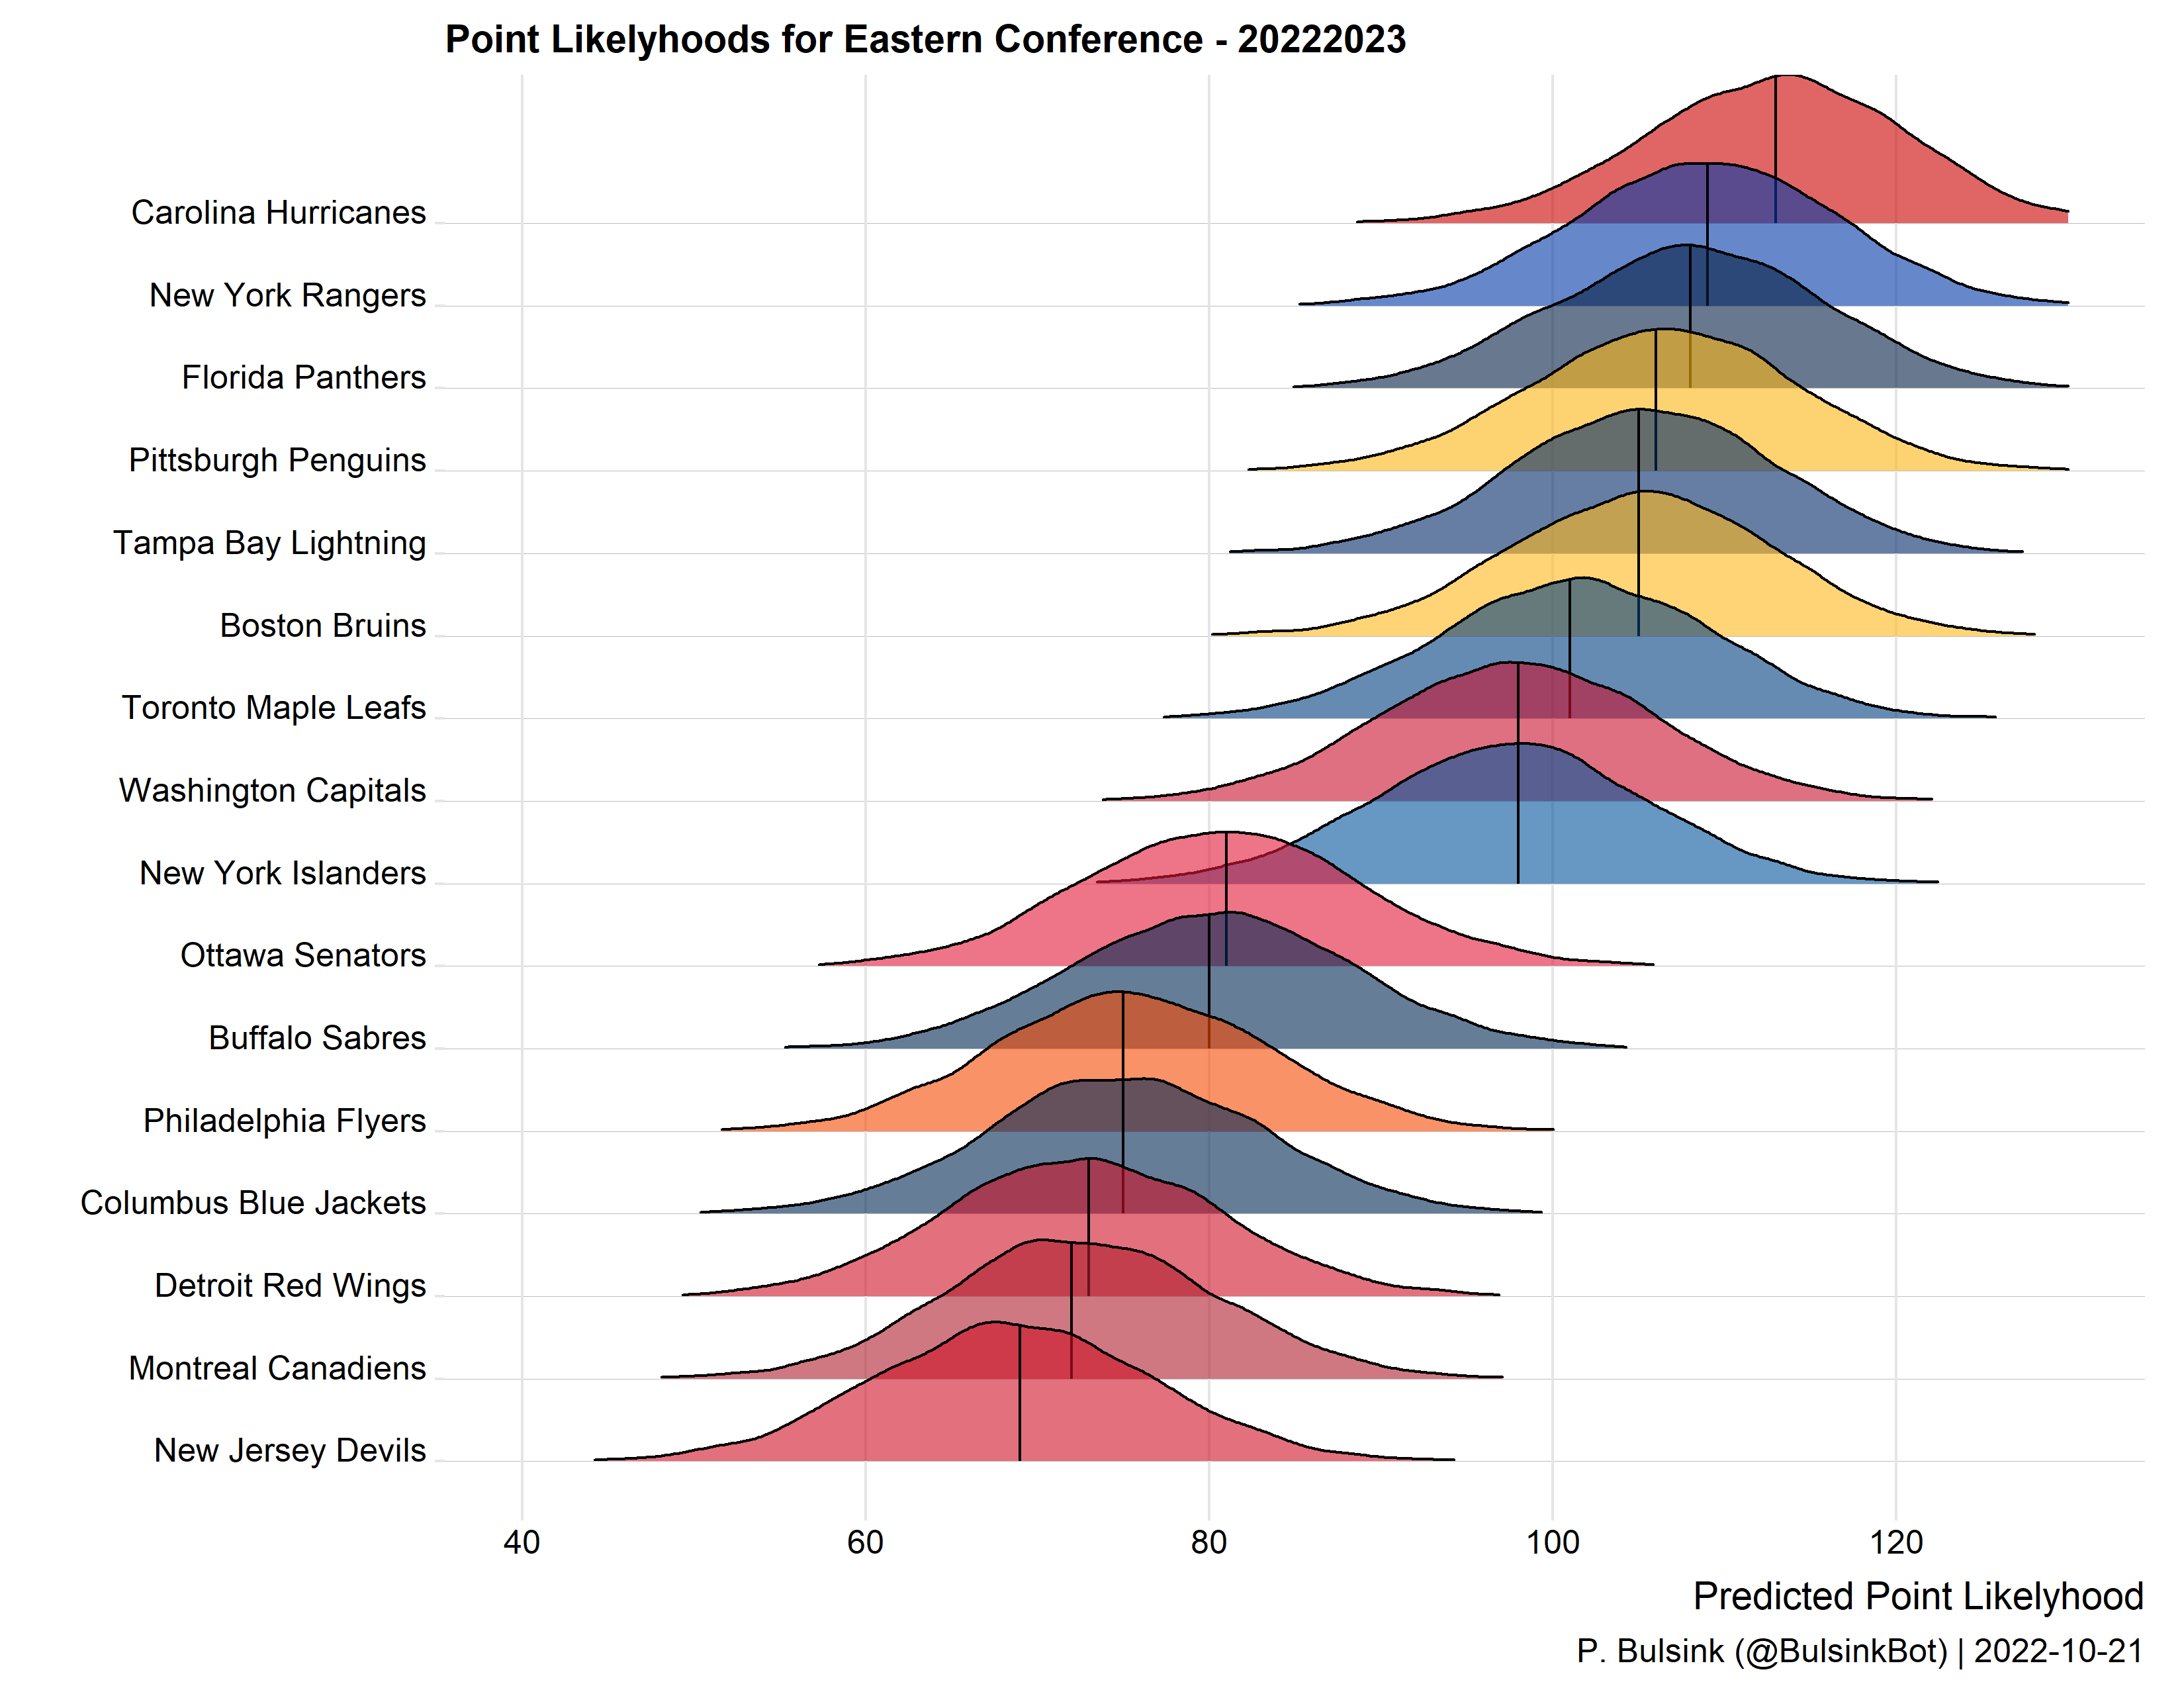 Point Likelyhoods for Eastern Conference - 20222023
Carolina Hurricanes
New York Rangers
Florida Panthers
Pittsburgh Penguins
Tampa Bay Lightning
Boston Bruins
Toronto Maple Leafs
Washington Capitals
New York Islanders
Ottawa Senators
Buffalo Sabres
Philadelphia Flyers
Columbus Blue Jackets
Detroit Red Wings
Montreal Canadiens
New Jersey Devils
40 60 80 100 120
Predicted Point Likelyhood
P. Bulsink (@BulsinkBot) | 2022-10-21